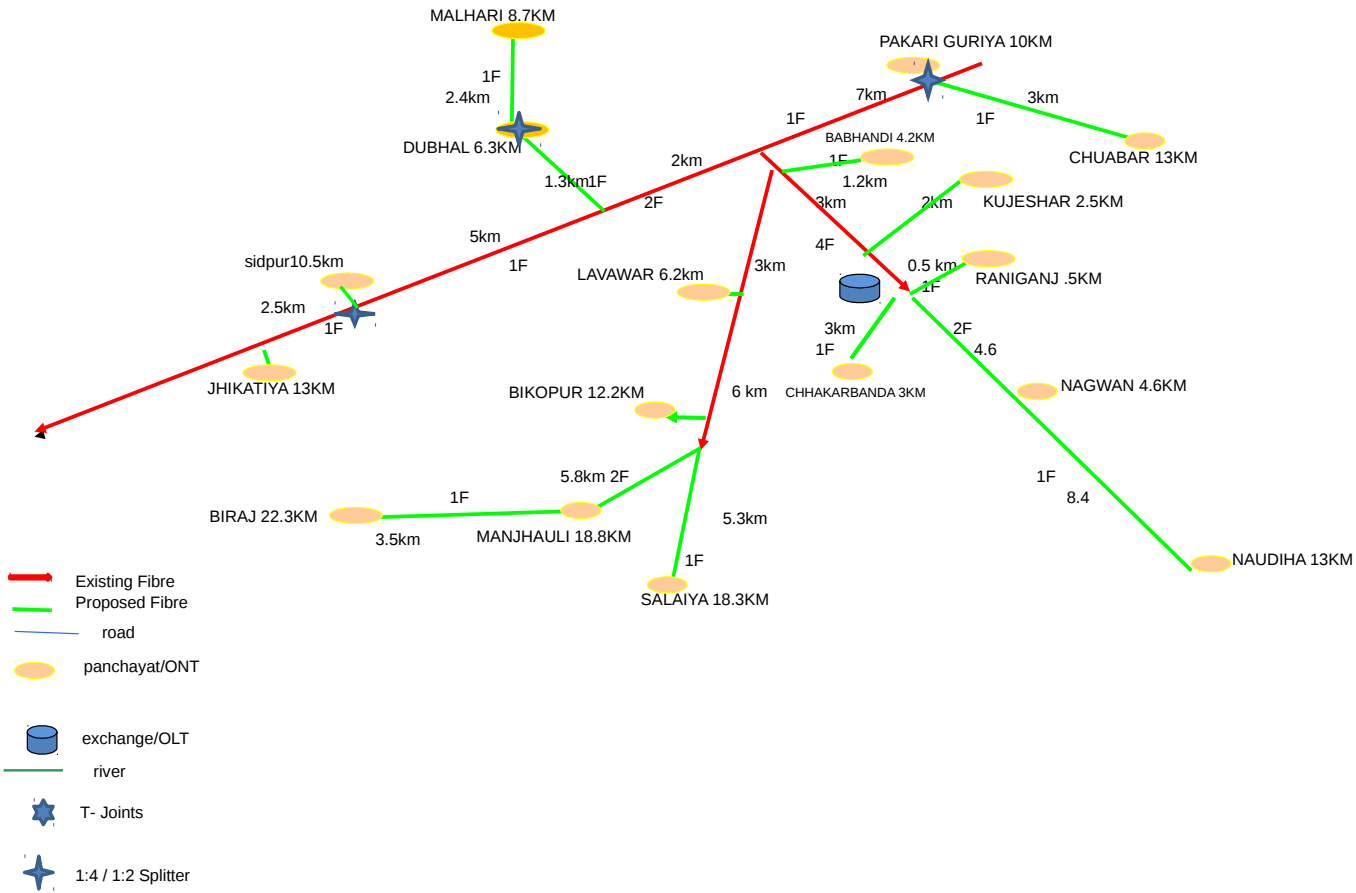 MALHARI 8.7KM
PAKARI GURIYA 10KM
1F
2.4km
7km
3km
1F
1F
BABHANDI 4.2KM
DUBHAL 6.3KM
2km
1F
CHUABAR 13KM
1.3km1F
1.2km
2F
3km
2km
KUJESHAR 2.5KM
5km
4F
sidpur10.5km
1F
LAVAWAR 6.2km
3km
0.5 km
RANIGANJ .5KM
1F
2.5km
1F
3km
2F
1F
4.6
JHIKATIYA 13KM
BIKOPUR 12.2KM
6 km
CHHAKARBANDA 3KM
NAGWAN 4.6KM
5.8km 2F
1F
8.4
1F
BIRAJ 22.3KM
3.5km
MANJHAULI 18.8KM
5.3km
1F
NAUDIHA 13KM
SALAIYA 18.3KM
Existing Fibre
Proposed Fibre
road
panchayat/ONT
exchange/OLT
river
T- Joints
1:4 / 1:2 Splitter